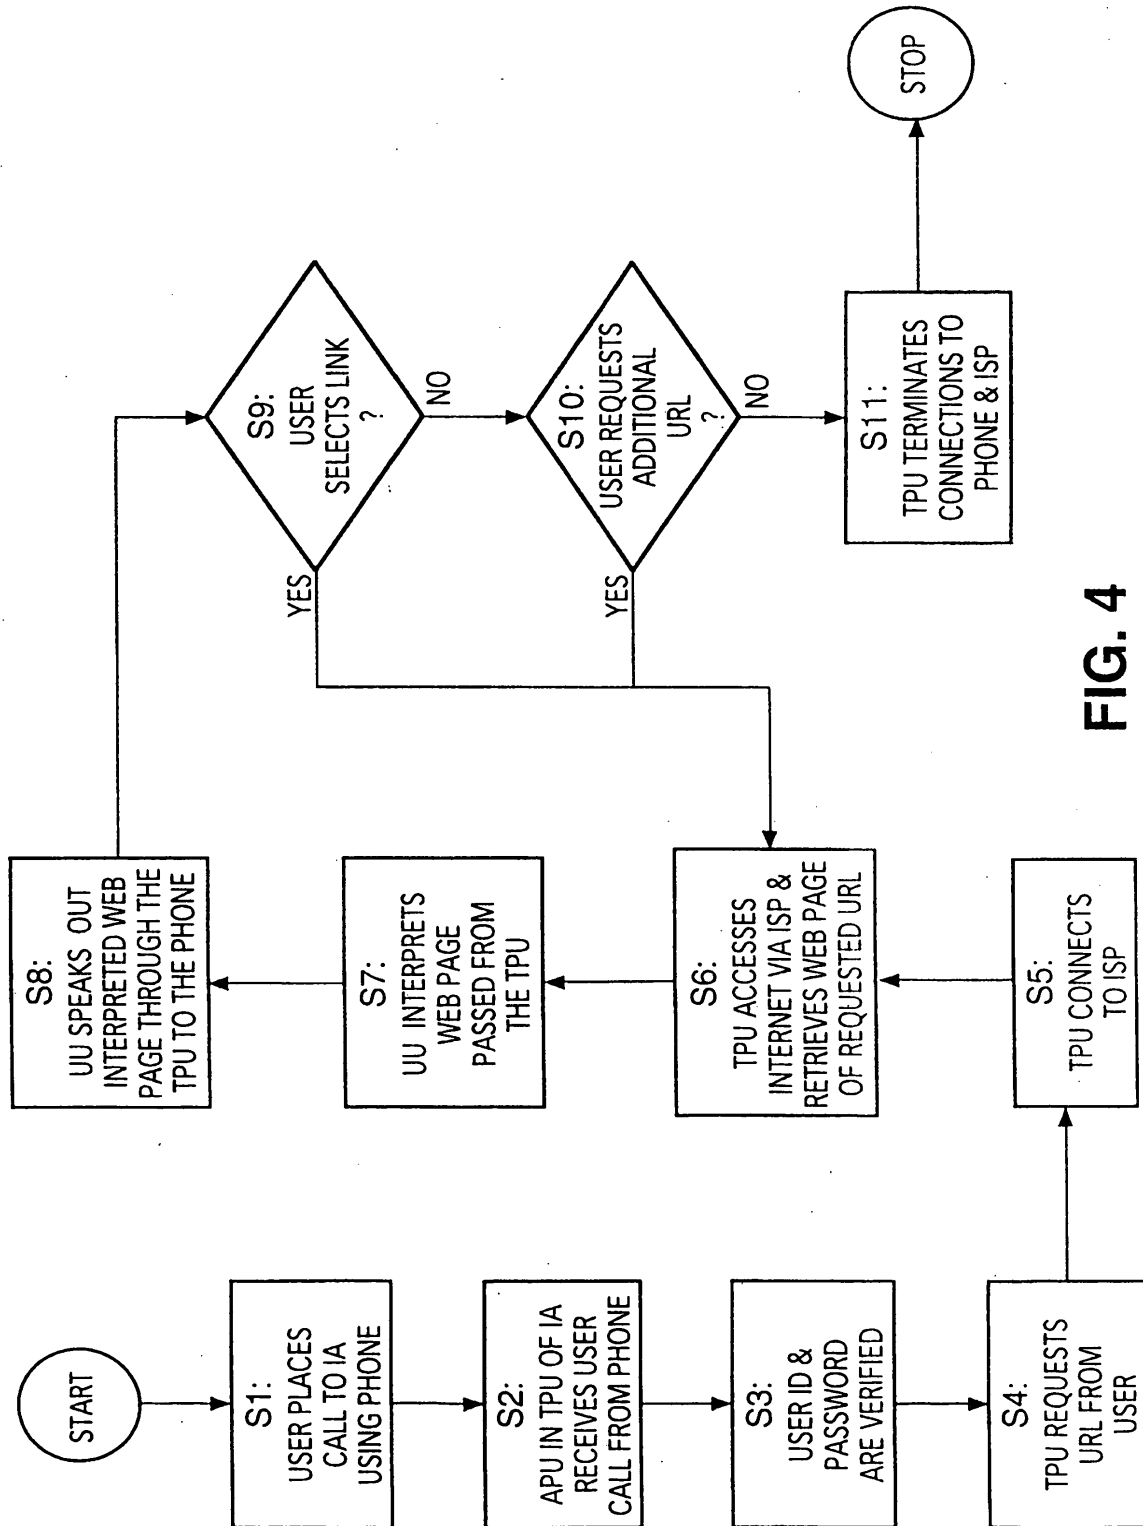 START
S1:
USER PLACES
CALL TO IA
USING PHONE
S2:
APU IN TPU OF IA
RECEIVES USER
CALL FROM PHONE
S3:
USER ID &
PASSWORD
ARE VERIFIED
S4:
TPU REQUESTS
URL FROM
USER
S5:
TPU CONNECTS
TO ISP
S6:
TPU ACCESSES
INTERNET VIA ISP &
RETRIEVES WEB PAGE
OF REQUESTED URL
S7:
UU INTERPRETS
WEB PAGE
PASSED FROM
THE TPU
S8:
UU SPEAKS OUT
INTERPRETED WEB
PAGE THROUGH THE
TPU TO THE PHONE
S9:
USER
SELECTS LINK
?
YES
NO
S10:
USER REQUESTS
ADDITIONAL
URL
?
YES
NO
S11:
TPU TERMINATES
CONNECTIONS TO
PHONE & ISP
STOP
FIG. 4